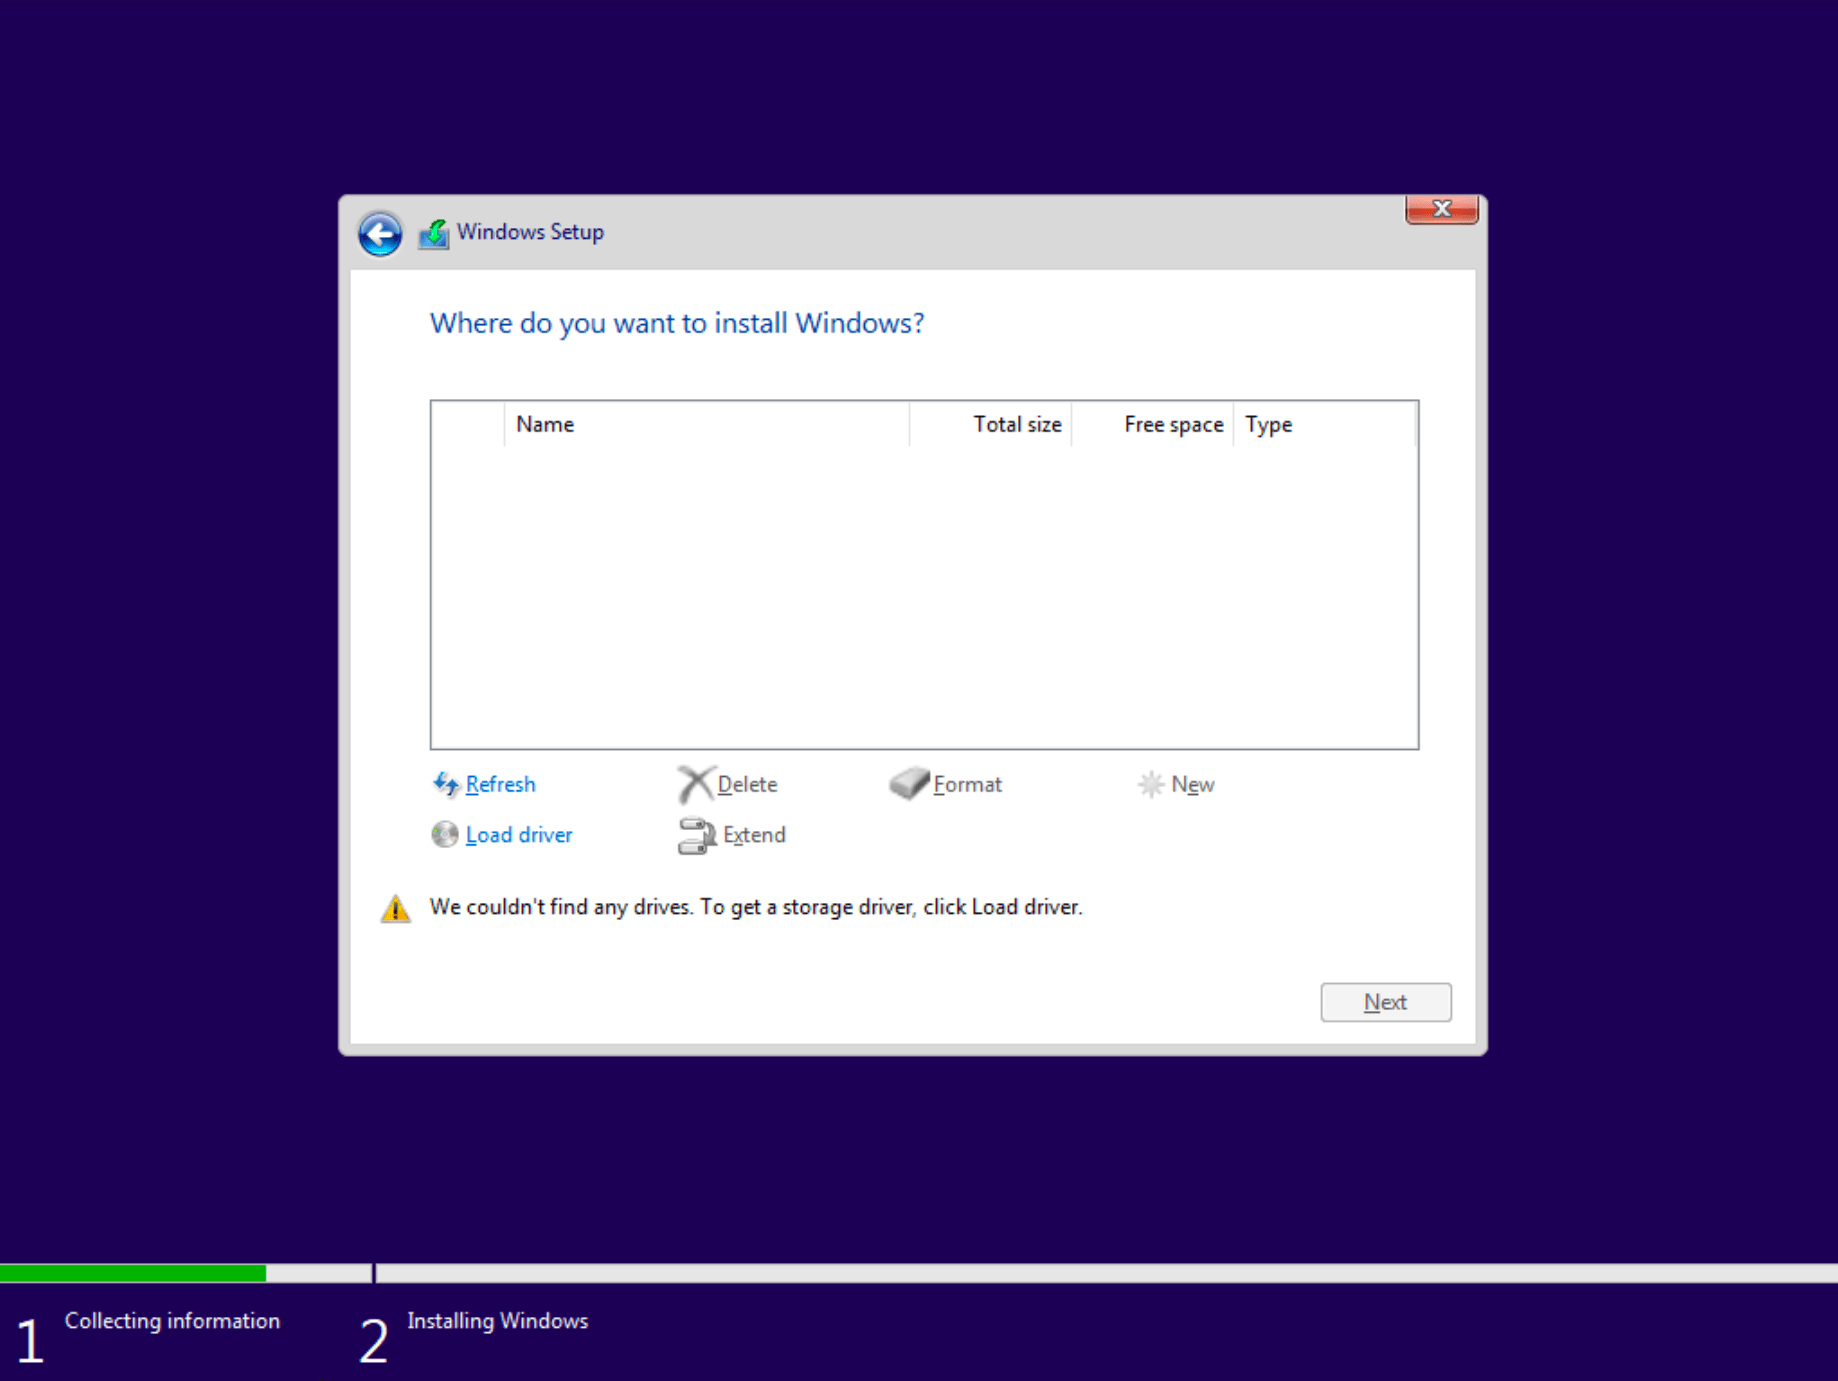 Windows Setup
Where do you want to install Windows?
Name Total size Free space Type
Refresh Delete Format New
Load driver Extend
We couldn't find any drives. To get a storage driver, click Load driver.
Next
1 Collecting information 2 Installing Windows